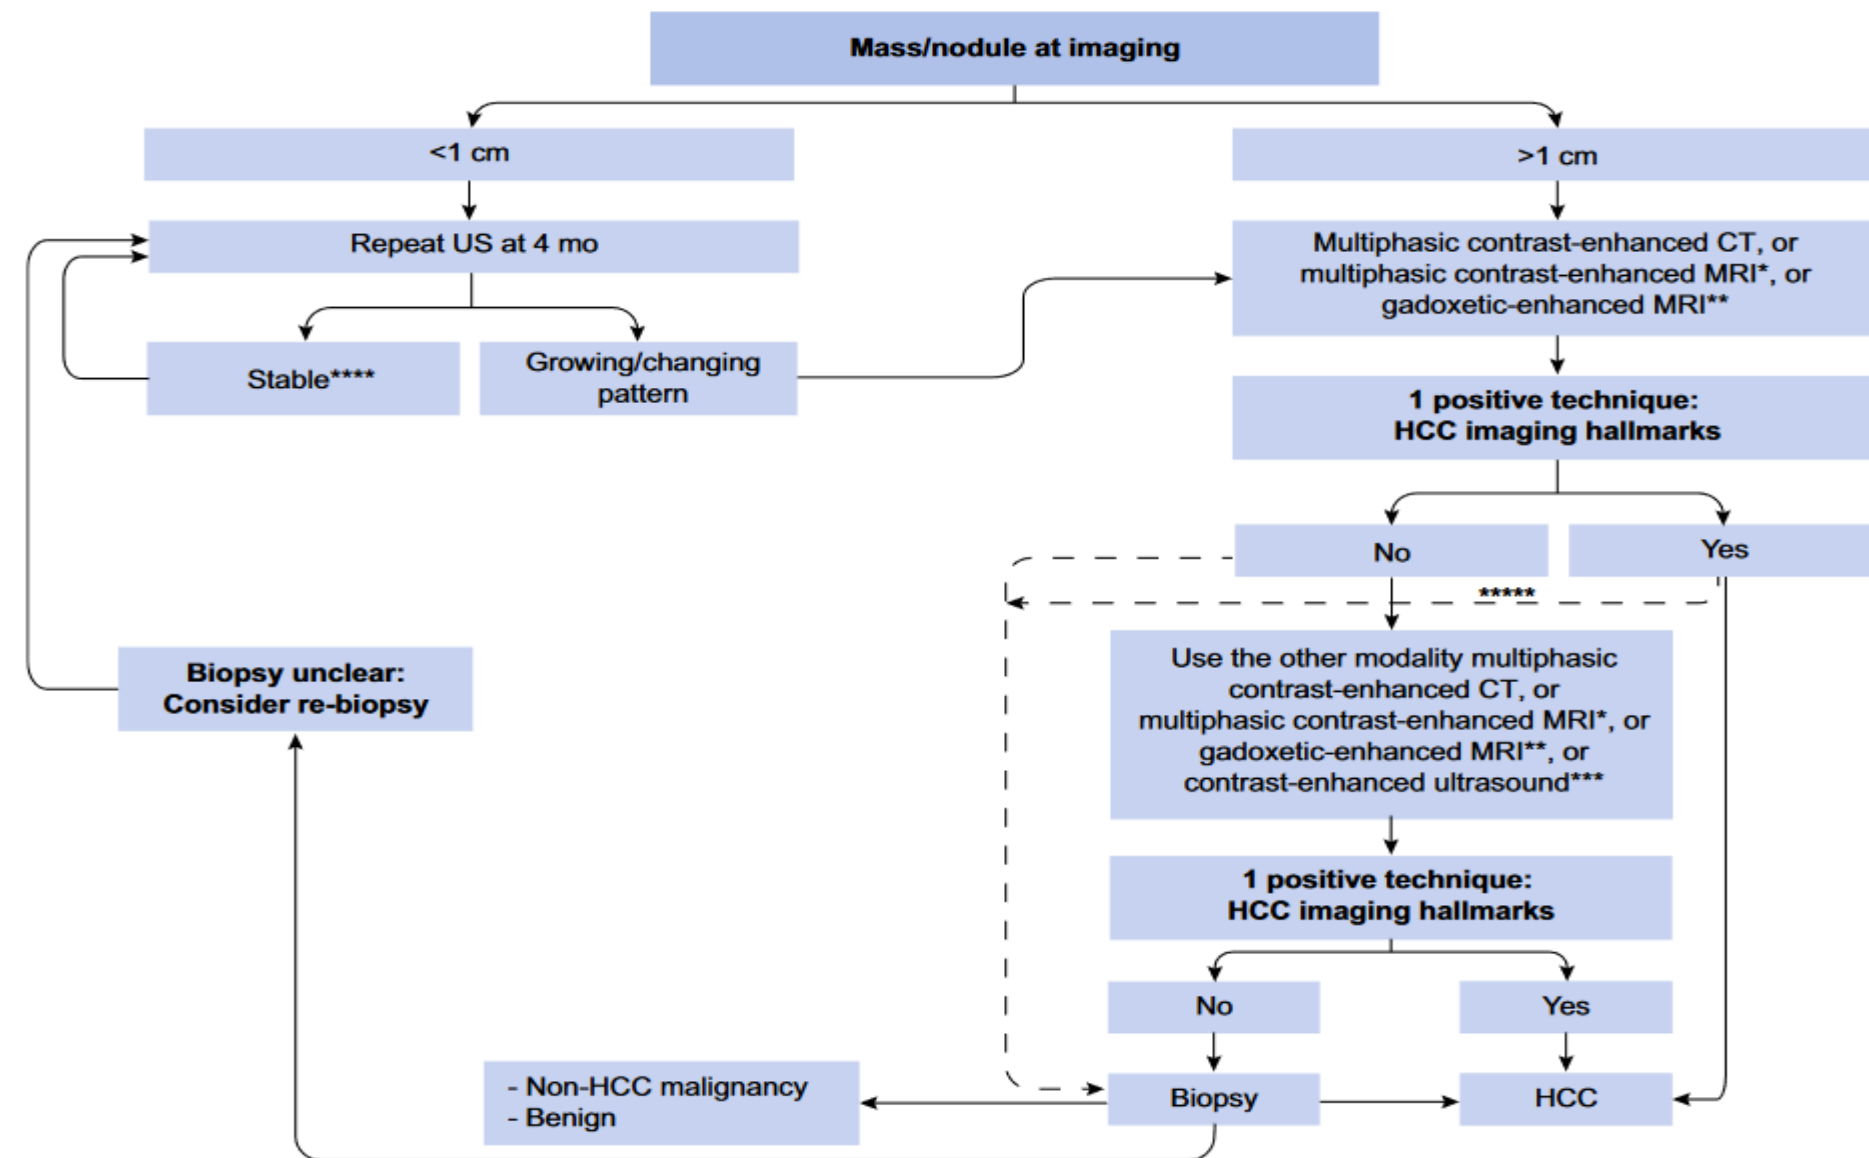 Mass/nodule at imaging
<1 cm
>1 cm
Repeat US at 4 mo
Multiphasic contrast-enhanced CT, or
multiphasic contrast-enhanced MRI*, or
gadoxetic-enhanced MRI**
Stable****
Growing/changing
pattern
1 positive technique:
HCC imaging hallmarks
No
Yes
*****
Use the other modality multiphasic
contrast-enhanced CT, or
multiphasic contrast-enhanced MRI*, or
gadoxetic-enhanced MRI**, or
contrast-enhanced ultrasound***
Biopsy unclear:
Consider re-biopsy
1 positive technique:
HCC imaging hallmarks
No
Yes
- Non-HCC malignancy
- Benign
Biopsy
HCC